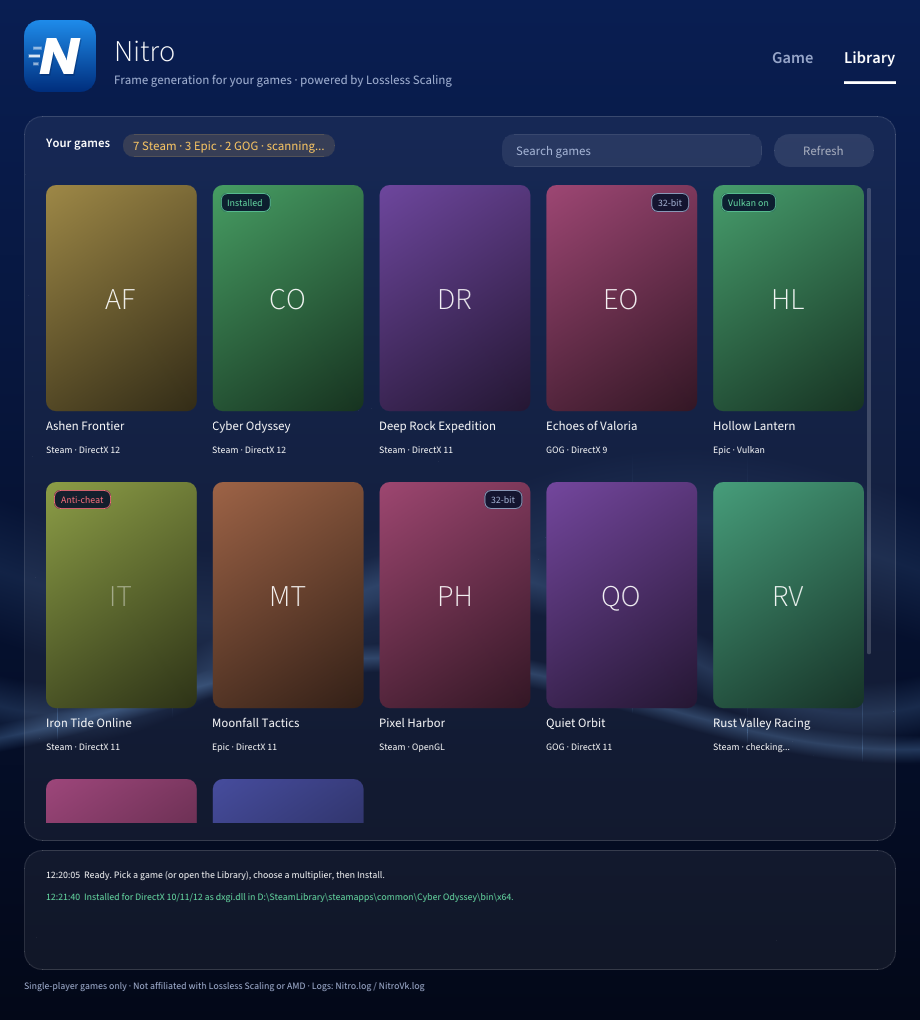 N
Nitro
Frame generation for your games · powered by Lossless Scaling
Game
Library
Your games
7 Steam · 3 Epic · 2 GOG · scanning...
Search games
Refresh
AF
Installed
CO
DR
32-bit
EO
Vulkan on
HL
Ashen Frontier
Cyber Odyssey
Deep Rock Expedition
Echoes of Valoria
Hollow Lantern
Steam · DirectX 12
Steam · DirectX 12
Steam · DirectX 11
GOG · DirectX 9
Epic · Vulkan
Anti-cheat
IT
MT
32-bit
PH
QO
RV
Iron Tide Online
Moonfall Tactics
Pixel Harbor
Quiet Orbit
Rust Valley Racing
Steam · DirectX 11
Epic · DirectX 11
Steam · OpenGL
GOG · DirectX 11
Steam · checking...
12:20:05 Ready. Pick a game (or open the Library), choose a multiplier, then Install.
12:21:40 Installed for DirectX 10/11/12 as dxgi.dll in D:\SteamLibrary\steamapps\common\Cyber Odyssey\bin\x64.
Single-player games only · Not affiliated with Lossless Scaling or AMD · Logs: Nitro.log / NitroVk.log